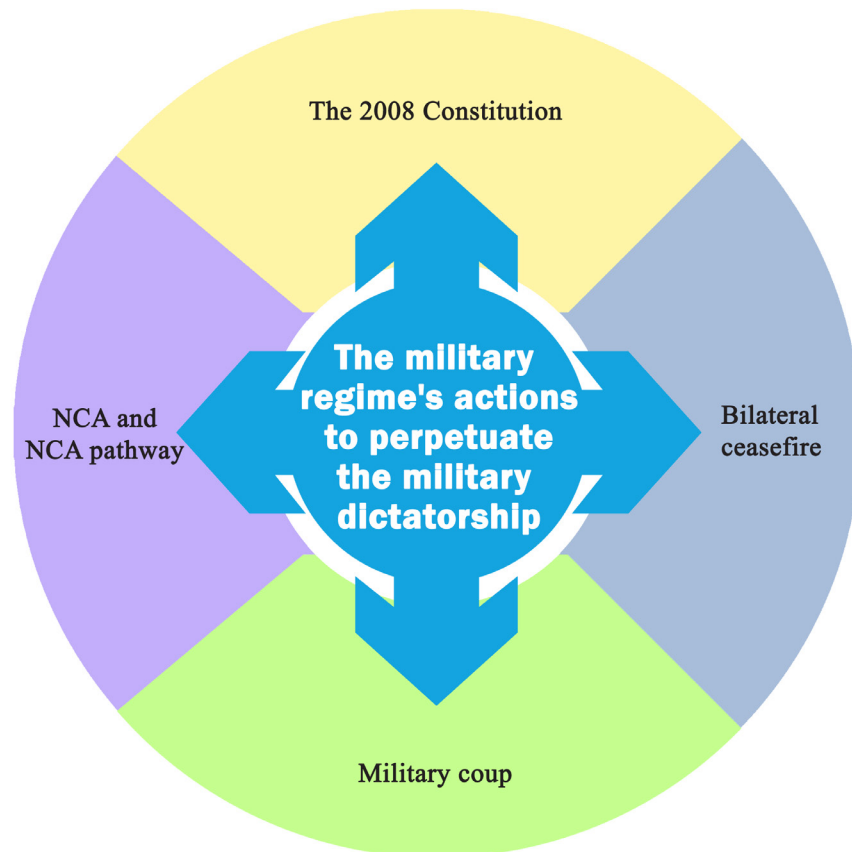 The 2008 Constitution
NCA and
NCA pathway
The military
regime's actions
to perpetuate
the military
dictatorship
Bilateral
ceasefire
Military coup